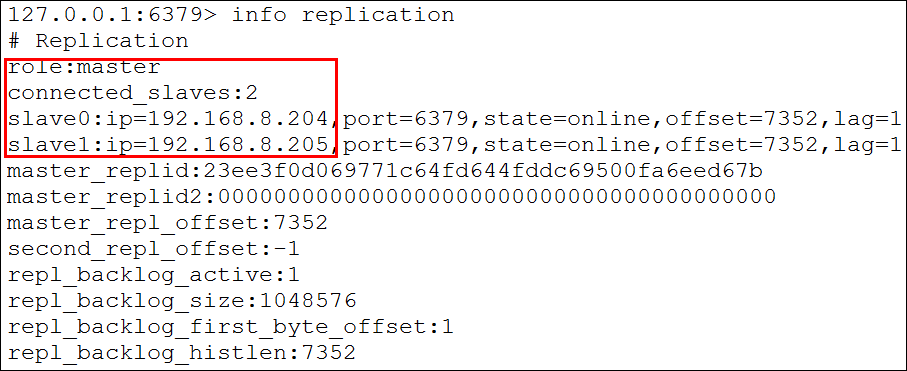 127.0.0.1:6379> info replication
# Replication
role:master
connected_slaves:2
slave0:ip=192.168.8.204,port=6379,state=online,offset=7352,lag=1
slave1:ip=192.168.8.205,port=6379,state=online,offset=7352,lag=1
master_replid:23ee3f0d069771c64fd644fddc69500fa6eed67b
master_replid2:0000000000000000000000000000000000000000
master_repl_offset:7352
second_repl_offset:-1
repl_backlog_active:1
repl_backlog_size:1048576
repl_backlog_first_byte_offset:1
repl_backlog_histlen:7352